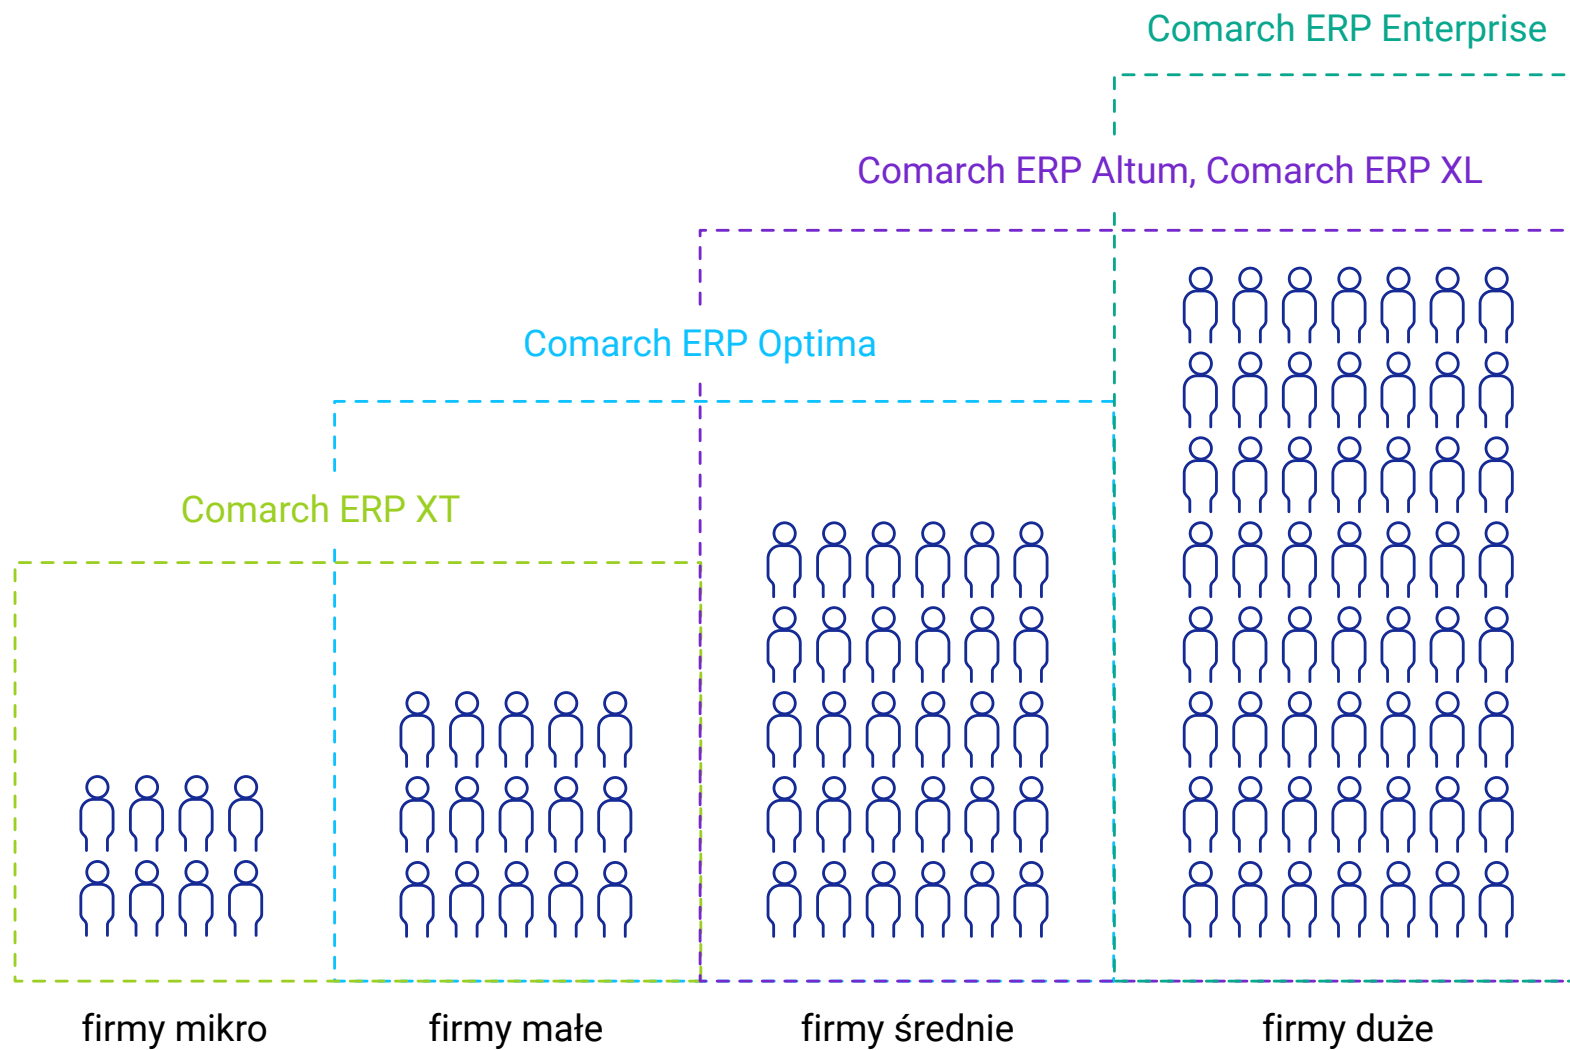 Comarch ERP Enterprise
Comarch ERP Altum, Comarch ERP XL
Comarch ERP Optima
Comarch ERP XT
firmy mikro
firmy małe
firmy średnie
firmy duże